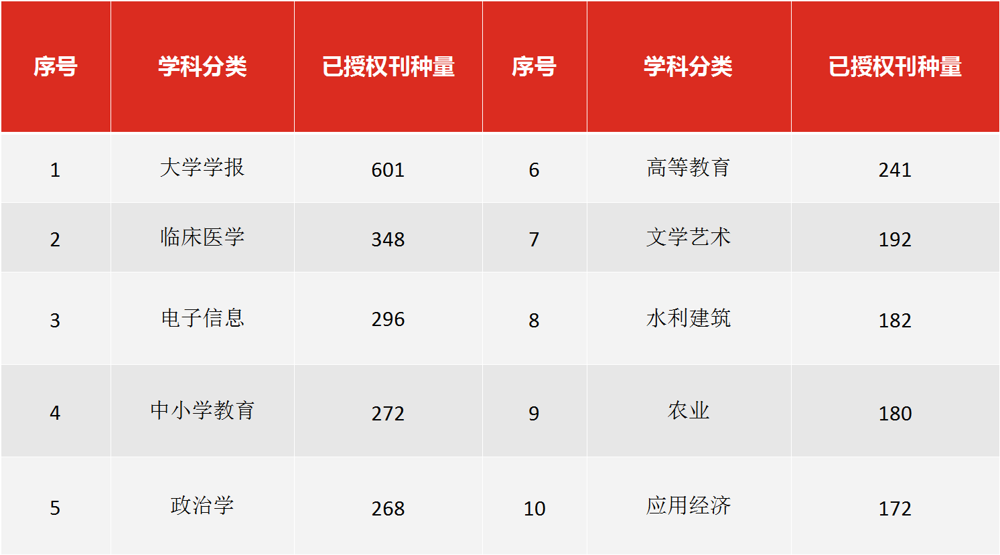 序号 学科分类 已授权刊种量 序号 学科分类 已授权刊种量
1 大学学报 601 6 高等教育 241
2 临床医学 348 7 文学艺术 192
3 电子信息 296 8 水利建筑 182
4 中小学教育 272 9 农业 180
5 政治学 268 10 应用经济 172